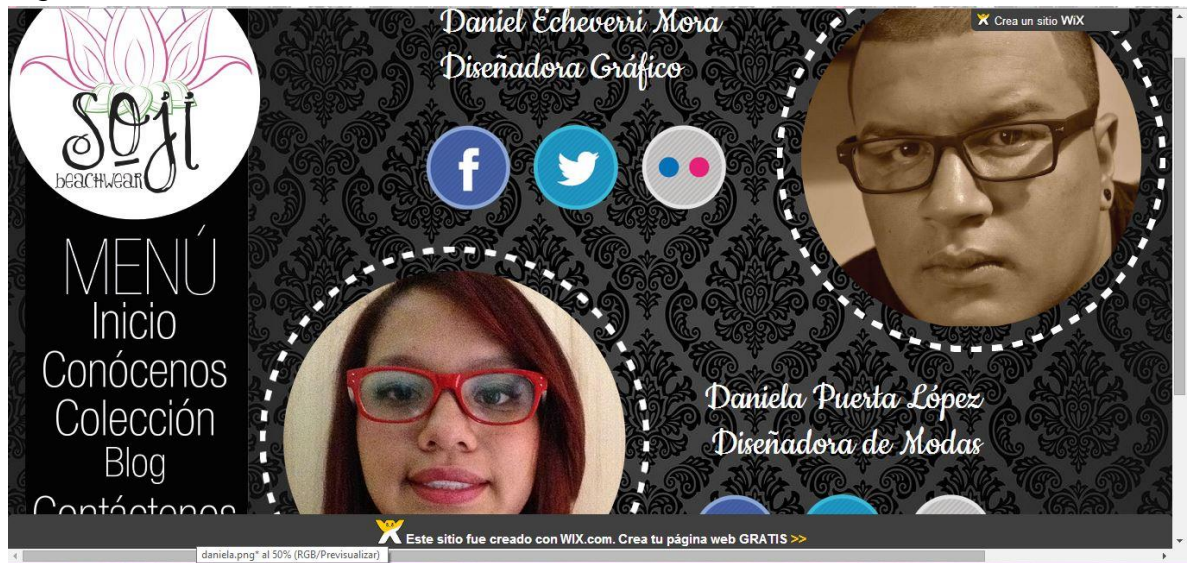 Crea un sitio WiX
Daniel Echeverri Mora
Diseñadora Gráfico
SOJI
BEACHWEAR
MENÚ
Inicio
Conócenos
Colección
Blog
Contáctenos
Daniela Puerta López
Diseñadora de Modas
Este sitio fue creado con WIX.com. Crea tu página web GRATIS >>
daniela.png* al 50% (RGB/Previsualizar)